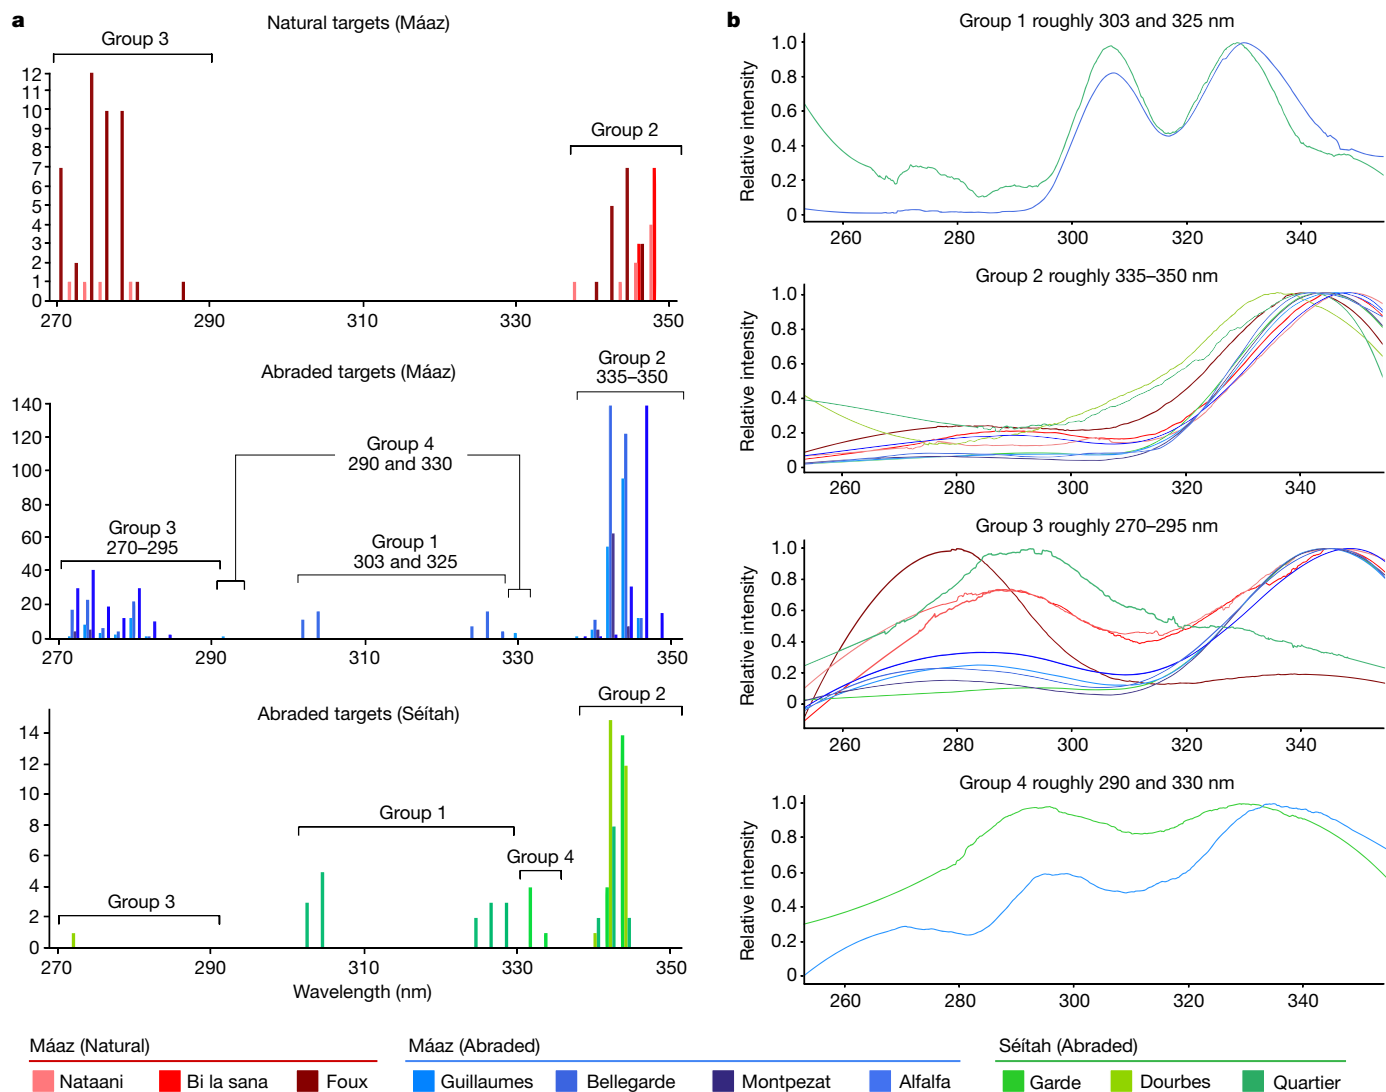 a
Natural targets (Máaz)
Group 3
Group 2
12
11
10
9
8
7
6
5
4
3
2
1
0
270
290
310
330
350
Abraded targets (Máaz)
Group 2
335–350
Group 4
290 and 330
Group 3
270–295
Group 1
303 and 325
140
120
100
80
60
40
20
0
270
290
310
330
350
Abraded targets (Séítah)
Group 2
Group 1
Group 4
Group 3
14
12
10
8
6
4
2
0
270
290
310
330
350
Wavelength (nm)
b
Group 1 roughly 303 and 325 nm
Relative intensity
1.0
0.8
0.6
0.4
0.2
0
260
280
300
320
340
Group 2 roughly 335–350 nm
Relative intensity
1.0
0.8
0.6
0.4
0.2
0
260
280
300
320
340
Group 3 roughly 270–295 nm
Relative intensity
1.0
0.8
0.6
0.4
0.2
0
260
280
300
320
340
Group 4 roughly 290 and 330 nm
Relative intensity
1.0
0.8
0.6
0.4
0.2
0
260
280
300
320
340
Máaz (Natural)
Nataani
Bi la sana
Foux
Máaz (Abraded)
Guillaumes
Bellegarde
Montpezat
Alfalfa
Séítah (Abraded)
Garde
Dourbes
Quartier